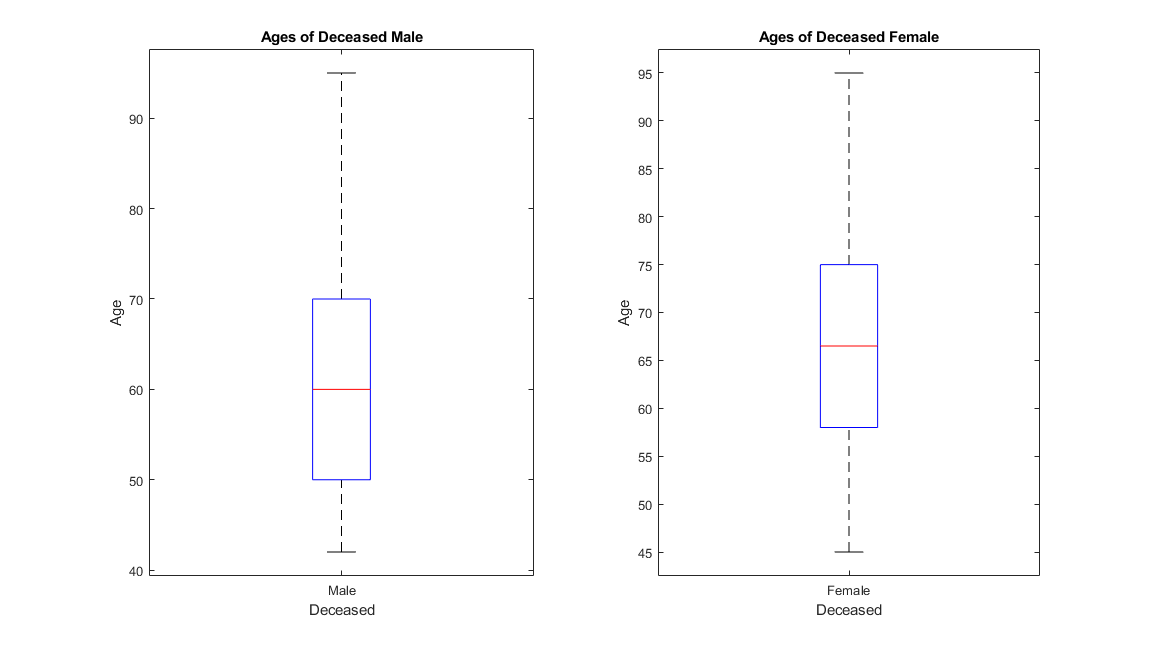 Ages of Deceased Male
Age
90
80
70
60
50
40
Male
Deceased
Ages of Deceased Female
Age
95
90
85
80
75
70
65
60
55
50
45
Female
Deceased